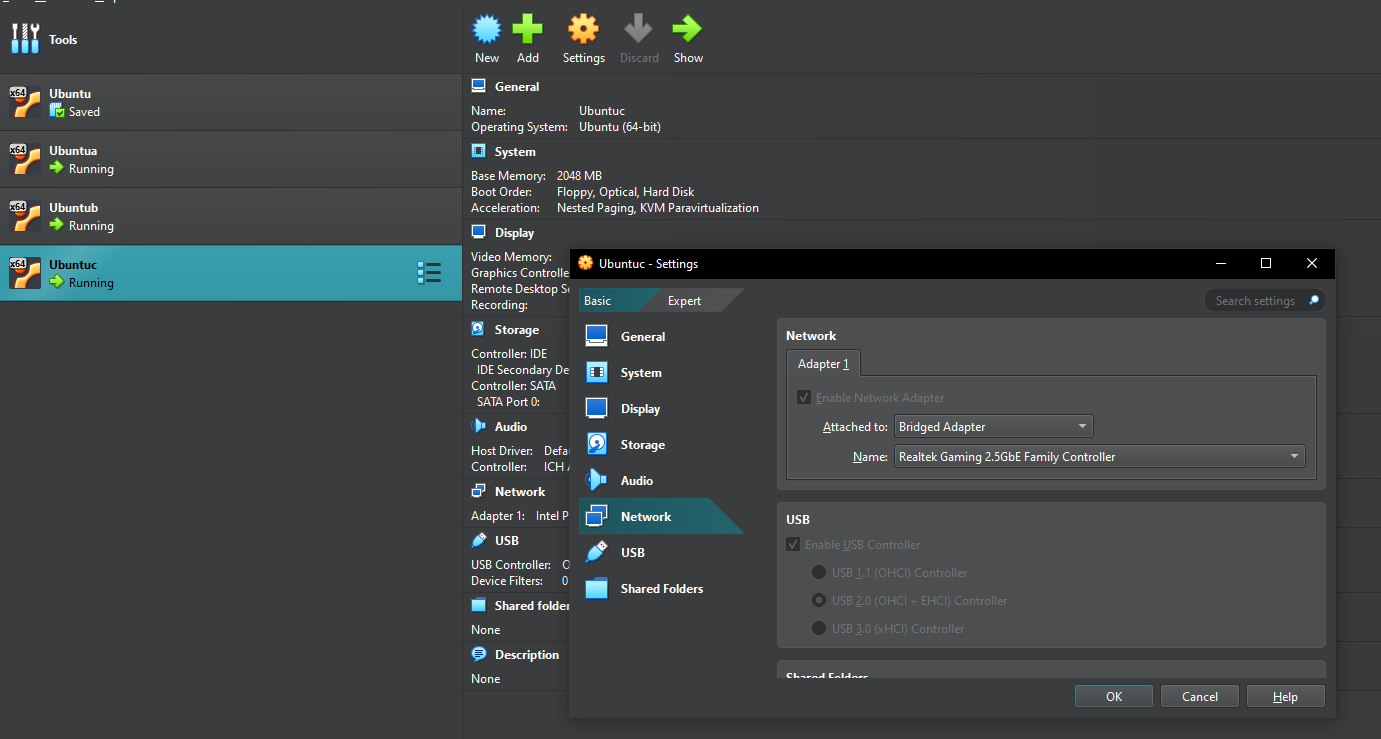 Tools
x64
Ubuntu
Saved
x64
Ubuntua
Running
x64
Ubuntub
Running
x64
Ubuntuc
Running
New
Add
Settings
Discard
Show
General
Name: Ubuntuc
Operating System: Ubuntu (64-bit)
System
Base Memory: 2048 MB
Boot Order: Floppy, Optical, Hard Disk
Acceleration: Nested Paging, KVM Paravirtualization
Display
Video Memory:
Graphics Controlle
Remote Desktop Se
Recording:
Storage
Controller: IDE
IDE Secondary De
Controller: SATA
SATA Port 0:
Audio
Host Driver: Defau
Controller: ICH A
Network
Adapter 1: Intel P
USB
USB Controller: O
Device Filters: 0
Shared folder
None
Description
None
Ubuntuc - Settings
Basic
Expert
Search settings
General
System
Display
Storage
Audio
Network
USB
Shared Folders
Network
Adapter 1
Enable Network Adapter
Attached to: Bridged Adapter
Name: Realtek Gaming 2.5GbE Family Controller
USB
Enable USB Controller
USB 1.1 (OHCI) Controller
USB 2.0 (OHCI + EHCI) Controller
USB 3.0 (xHCI) Controller
Shared Folders
OK
Cancel
Help